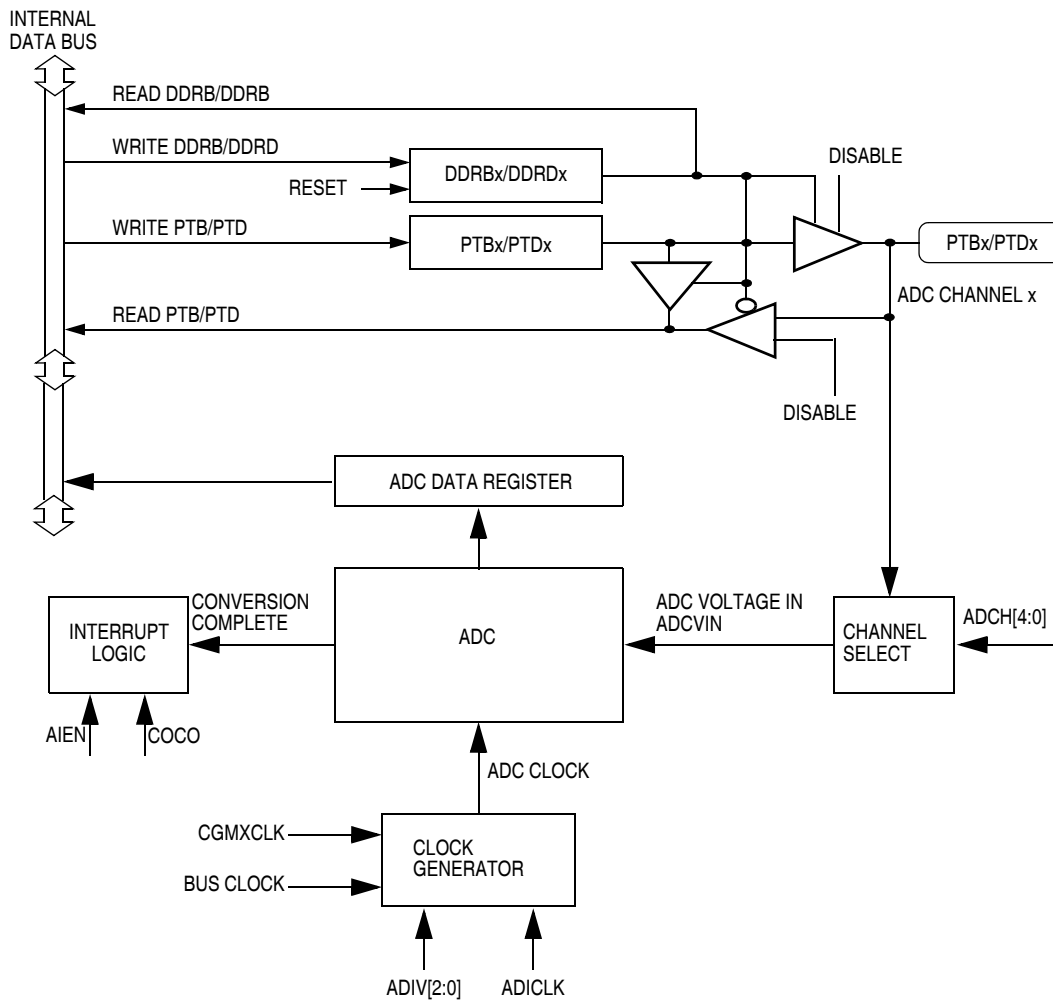 INTERNAL
DATA BUS
READ DDRB/DDRB
WRITE DDRB/DDRD
RESET
DDRBx/DDRDx
DISABLE
WRITE PTB/PTD
PTBx/PTDx
PTBx/PTDx
ADC CHANNEL x
READ PTB/PTD
DISABLE
ADC DATA REGISTER
INTERRUPT
LOGIC
CONVERSION
COMPLETE
ADC
ADC VOLTAGE IN
ADCVIN
CHANNEL
SELECT
ADCH[4:0]
AIEN
COCO
ADC CLOCK
CGMXCLK
BUS CLOCK
CLOCK
GENERATOR
ADIV[2:0]
ADICLK